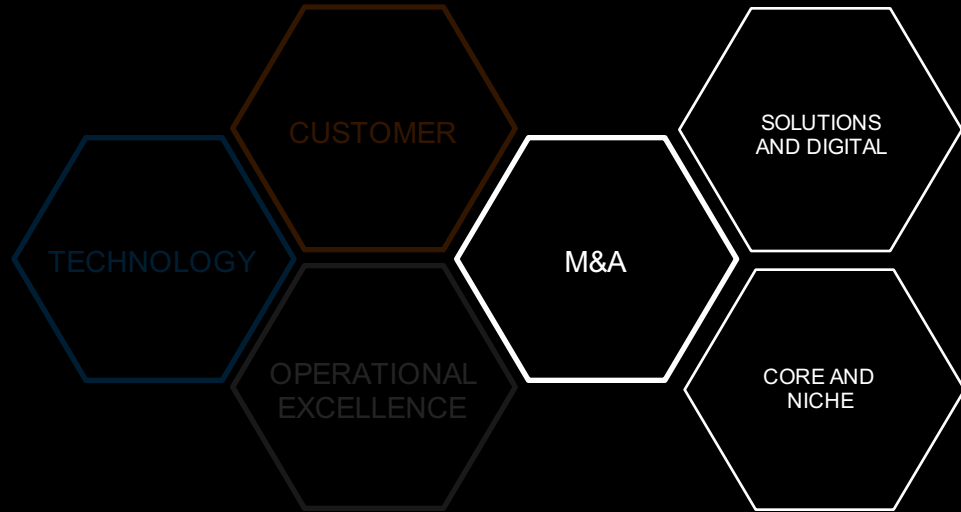 CUSTOMER
TECHNOLOGY
OPERATIONAL
EXCELLENCE
M&A
SOLUTIONS
AND DIGITAL
CORE AND
NICHE